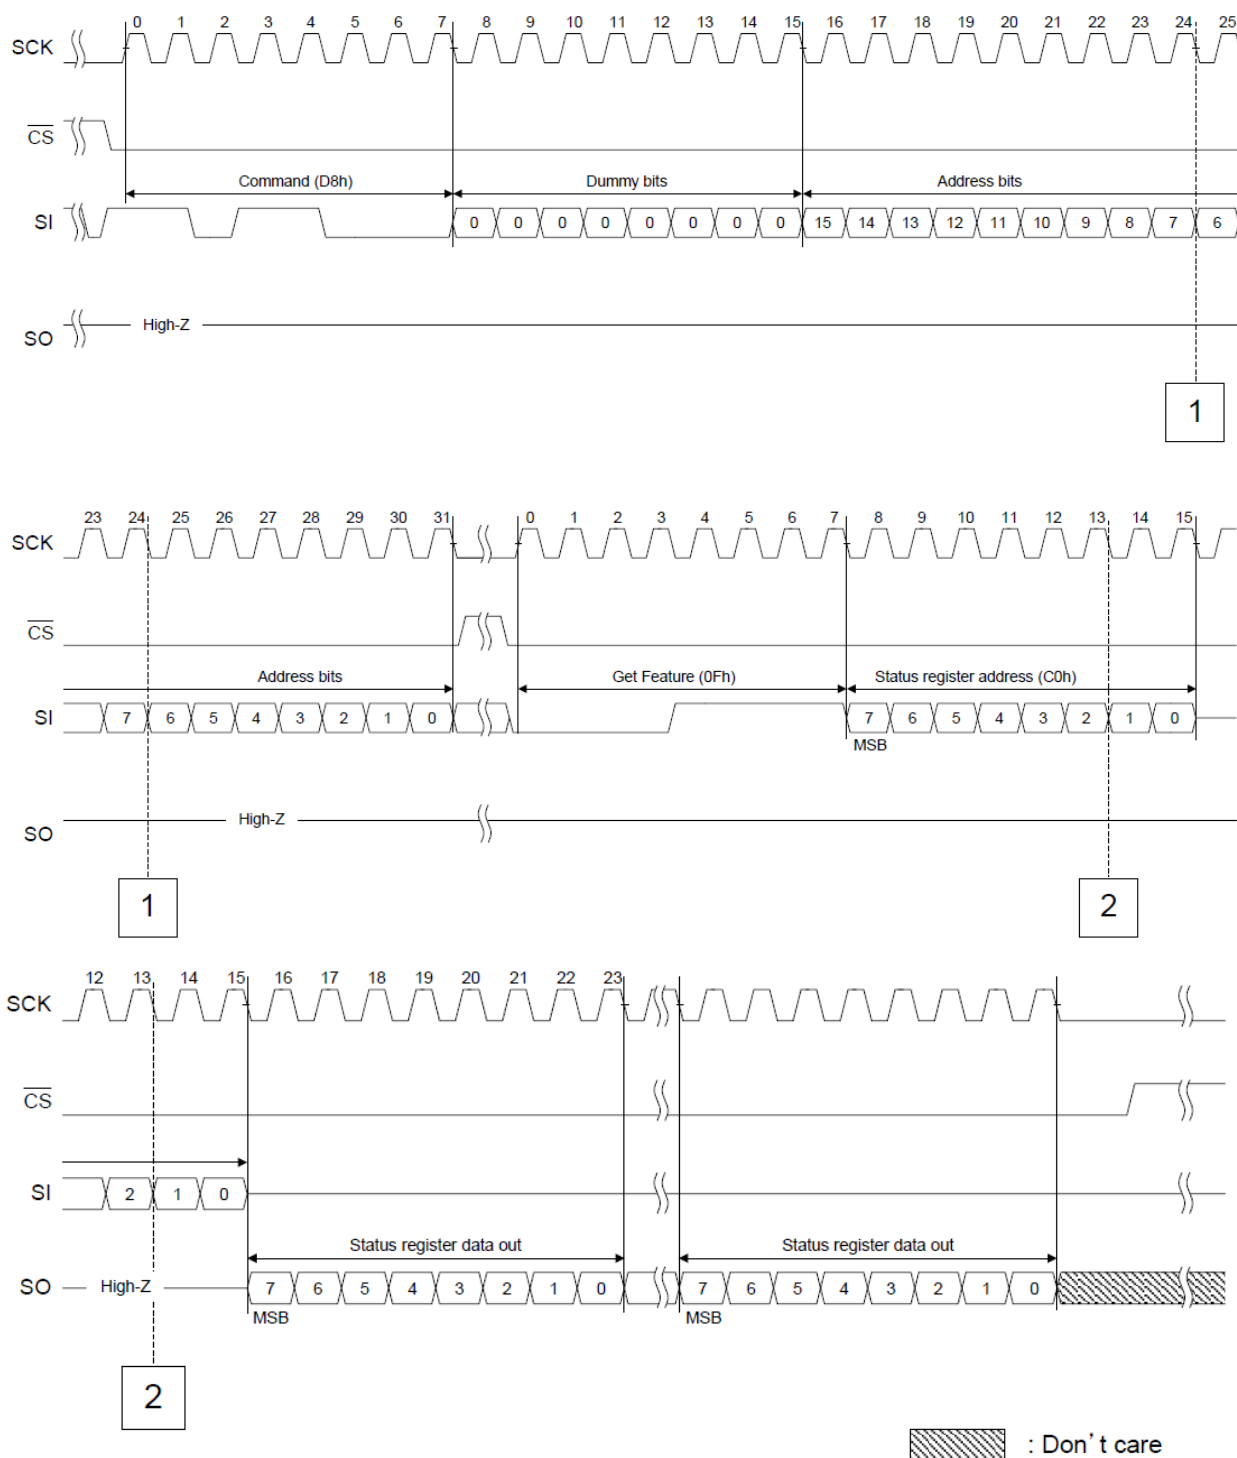 0 1 2 3 4 5 6 7 8 9 10 11 12 13 14 15 16 17 18 19 20 21 22 23 24 25
SCK
CS
Command (D8h) Dummy bits Address bits
SI 0 0 0 0 0 0 0 0 15 14 13 12 11 10 9 8 7 6
SO High-Z
1
23 24 25 26 27 28 29 30 31 0 1 2 3 4 5 6 7 8 9 10 11 12 13 14 15
SCK
CS
Address bits Get Feature (0Fh) Status register address (C0h)
SI 7 6 5 4 3 2 1 0 7 6 5 4 3 2 1 0
MSB
SO High-Z
1 2
12 13 14 15 16 17 18 19 20 21 22 23
SCK
CS
SI 2 1 0
Status register data out Status register data out
SO High-Z 7 6 5 4 3 2 1 0 7 6 5 4 3 2 1 0
MSB MSB
2
: Don't care